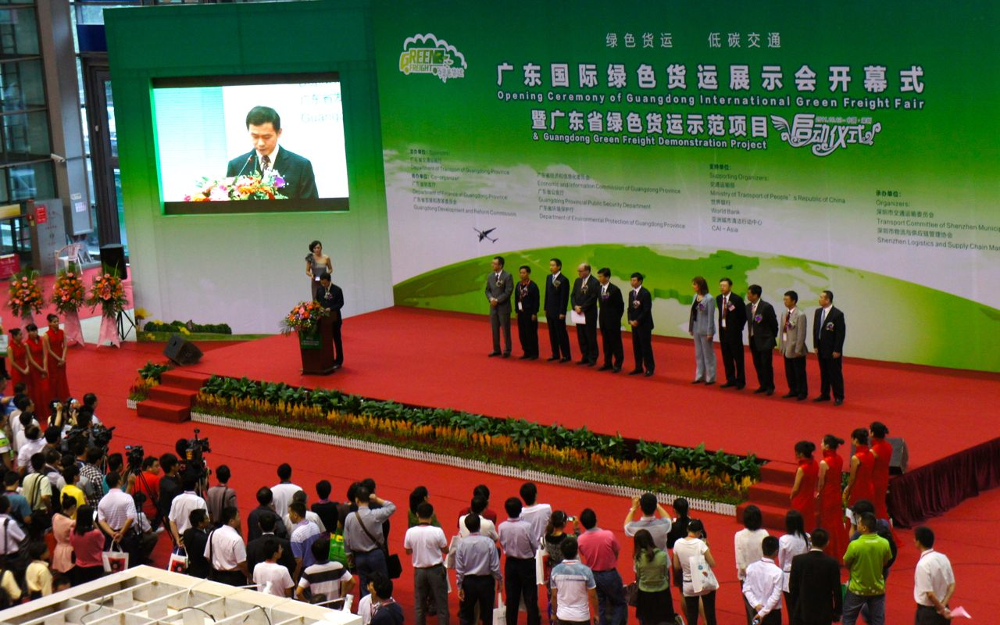 绿色货运 低碳交通
GREEN
FREIGHT
广东国际绿色货运展示会开幕式
Opening Ceremony of Guangdong International Green Freight Fair
暨广东省绿色货运示范项目 启动仪式
& Guangdong Green Freight Demonstration Project
主办单位: Sponsors:
广东省交通运输厅
Department of Transport of Guangdong Province
协办单位: Co-organizer:
广东省财政厅
Department of Finance of Guangdong Province
广东省发展和改革委员会
Guangdong Development and Reform Commission
广东省经济和信息化委员会
Economic and Information Commission of Guangdong Province
广东省公安厅
Guangdong Provincial Public Security Department
广东省环境保护厅
Department of Environmental Protection of Guangdong Province
支持单位:
Supporting Organizers:
交通运输部
Ministry of Transport of People's Republic of China
世界银行
World Bank
亚洲城市清洁行动中心
CAI-Asia
承办单位:
Organizers:
深圳市交通运输委员会
Transport Committee of Shenzhen Municip
深圳市物流与供应链管理协会
Shenzhen Logistics and Supply Chain Ma
广东省发
Guang